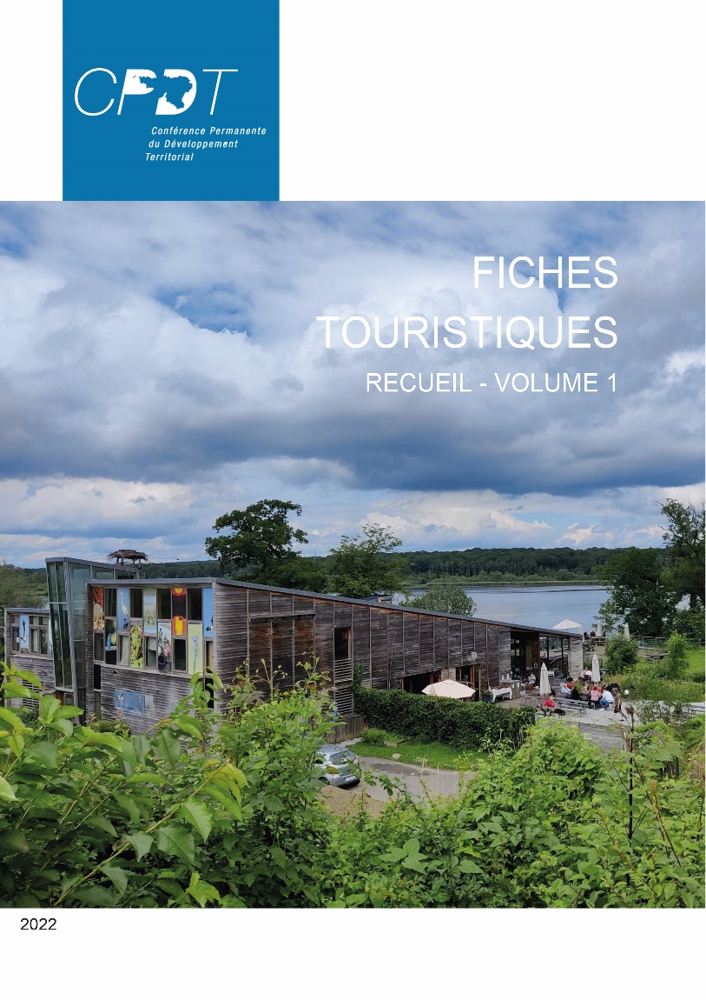 CPDT
Conférence Permanente
du Développement
Territorial
FICHES
TOURISTIQUES
RECUEIL - VOLUME 1
2022